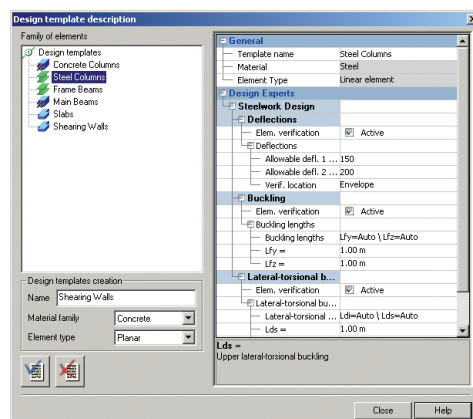 Design template description
Family of elements
Design templates
Concrete Columns
Steel Columns
Frame Beams
Main Beams
Slabs
Shearing Walls
Design templates creation
Name Shearing Walls
Material family Concrete
Element type Planar
General
Template name Steel Columns
Material Steel
Element Type Linear element
Design Experts
Steelwork Design
Deflections
Elem. verification Active
Deflections
Allowable defl. 1 ... 150
Allowable defl. 2 ... 200
Verif. location Envelope
Buckling
Elem. verification Active
Buckling lengths
Buckling lengths Lfy=Auto \ Lfz=Auto
Lfy = 1.00 m
Lfz = 1.00 m
Lateral-torsional b...
Elem. verification Active
Lateral-torsional bu...
Lateral-torsional ... Ldi=Auto \ Lds=Auto
Lds = 1.00 m
Lds =
Upper lateral-torsional buckling
Close Help